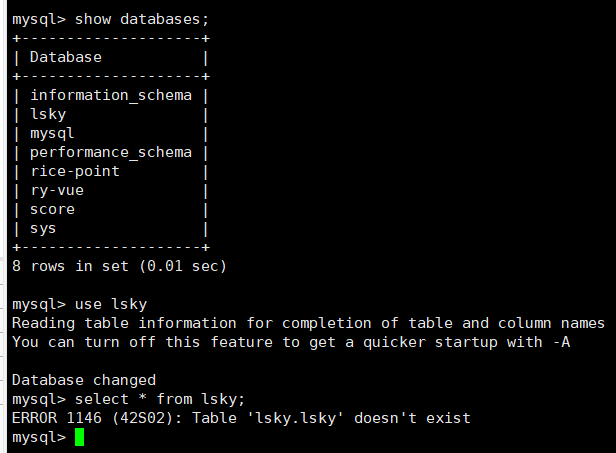 mysql> show databases;
+--------------------+
| Database           |
+--------------------+
| information_schema |
| lsky               |
| mysql              |
| performance_schema |
| rice-point         |
| ry-vue             |
| score              |
| sys                |
+--------------------+
8 rows in set (0.01 sec)
mysql> use lsky
Reading table information for completion of table and column names
You can turn off this feature to get a quicker startup with -A
Database changed
mysql> select * from lsky;
ERROR 1146 (42S02): Table 'lsky.lsky' doesn't exist
mysql>